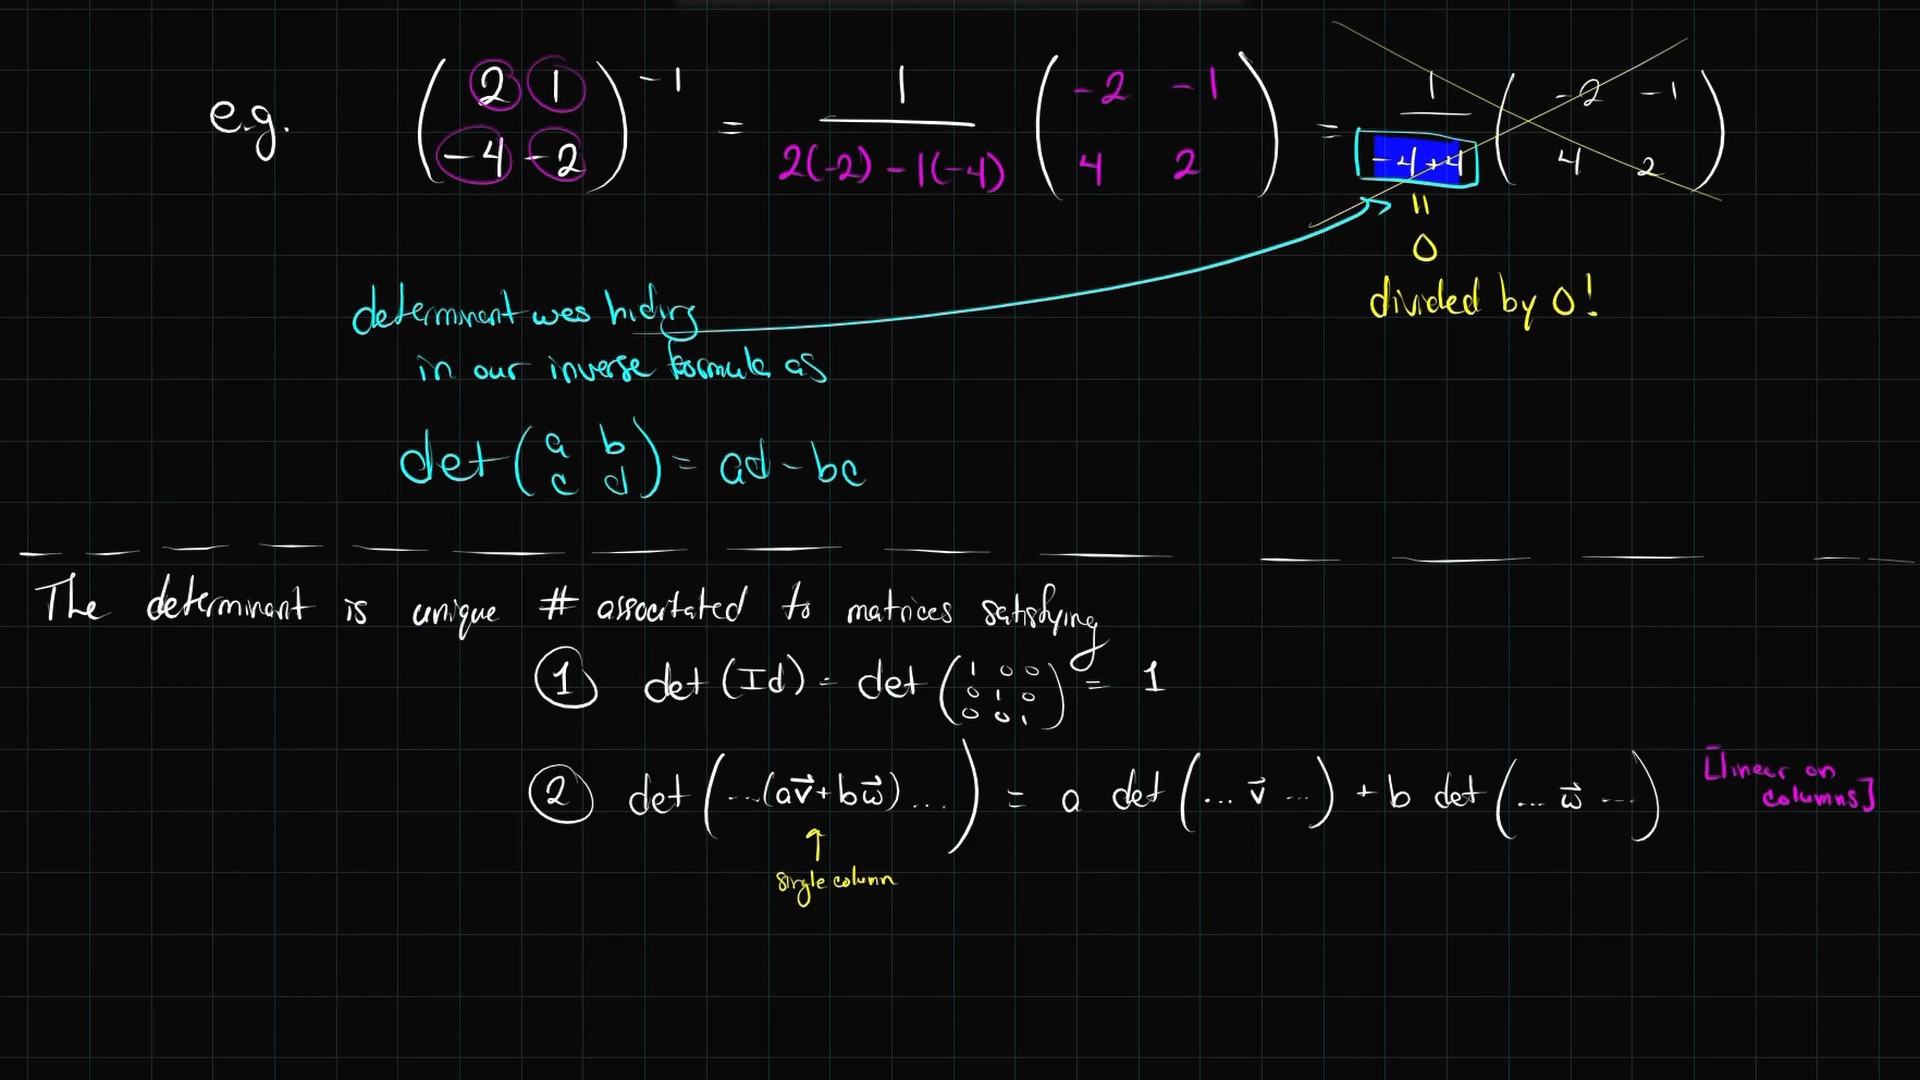 e.g. ( 2 1 ; -4 -2 )^-1 = 1 / 2(-2) - 1(-4) ( -2 -1 ; 4 2 ) = 1 / -4+4 ( -2 -1 ; 4 2 )
= 0
divided by 0!
determinant was hiding
in our inverse formula as
det ( a b ; c d ) = ad - bc
The determinant is unique # associtated to matrices satisfying
① det (Id) = det ( 1 0 0 ; 0 1 0 ; 0 0 1 ) = 1
② det ( ... (av⃗ + bw⃗) ... ) = a det ( ... v⃗ ... ) + b det ( ... w⃗ ... ) [linear on
columns]
↑
single column